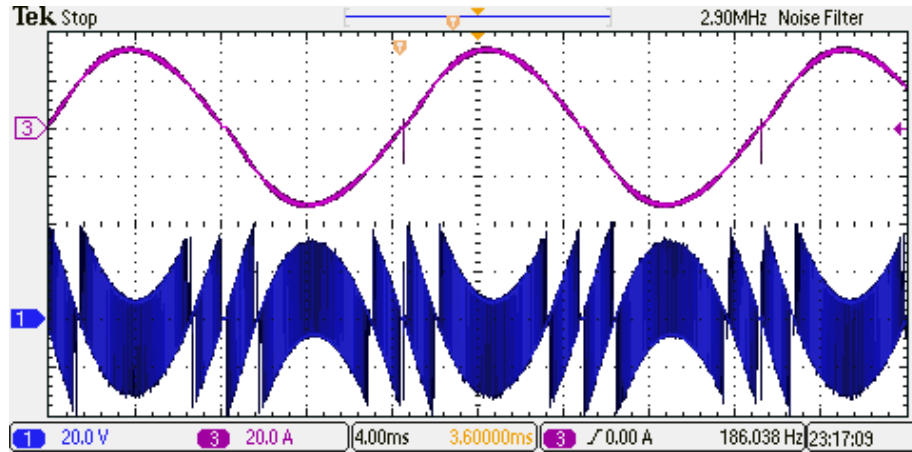 Tek Stop 2.90MHz Noise Filter
T
T
3
1
1 20.0 V 3 20.0 A 4.00ms 3.60000ms 3 0.00 A 186.038 Hz 23:17:09